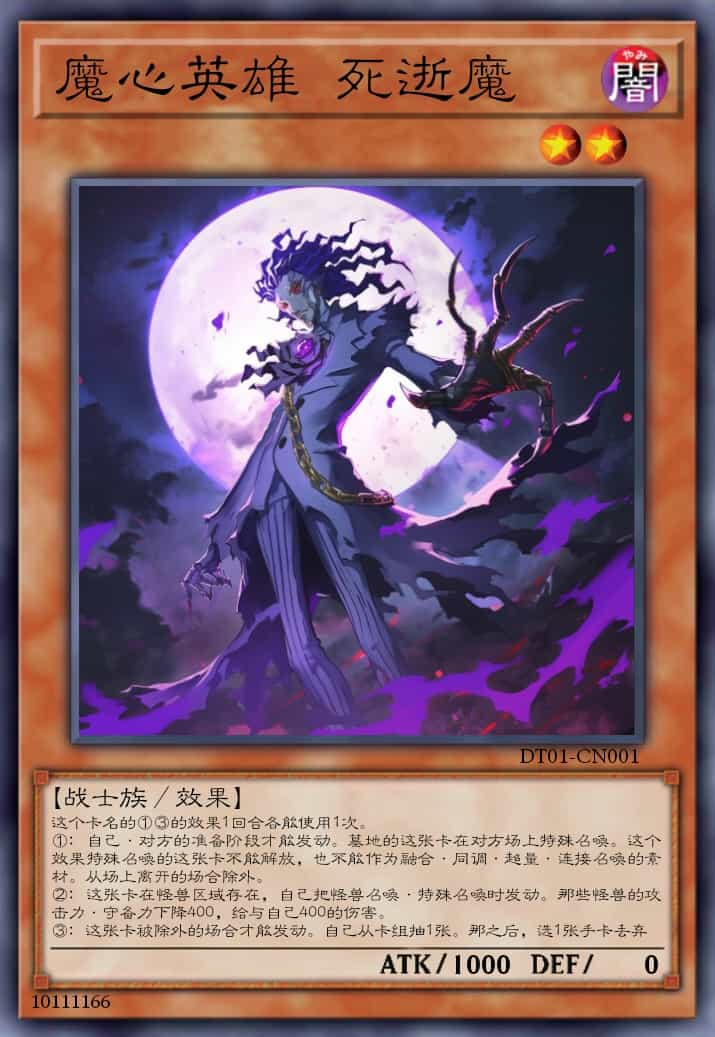 魔心英雄 死逝魔
やみ
闇
DT01-CN001
【战士族／效果】
这个卡名的①③的效果1回合各能使用1次。
①：自己·对方的准备阶段才能发动。墓地的这张卡在对方场上特殊召唤。这个
效果特殊召唤的这张卡不能解放，也不能作为融合·同调·超量·连接召唤的素
材。从场上离开的场合除外。
②：这张卡在怪兽区域存在，自己把怪兽召唤·特殊召唤时发动。那些怪兽的攻
击力·守备力下降400，给与自己400的伤害。
③：这张卡被除外的场合才能发动。自己从卡组抽1张。那之后，选1张手卡丢弃
ATK/1000 DEF/ 0
10111166